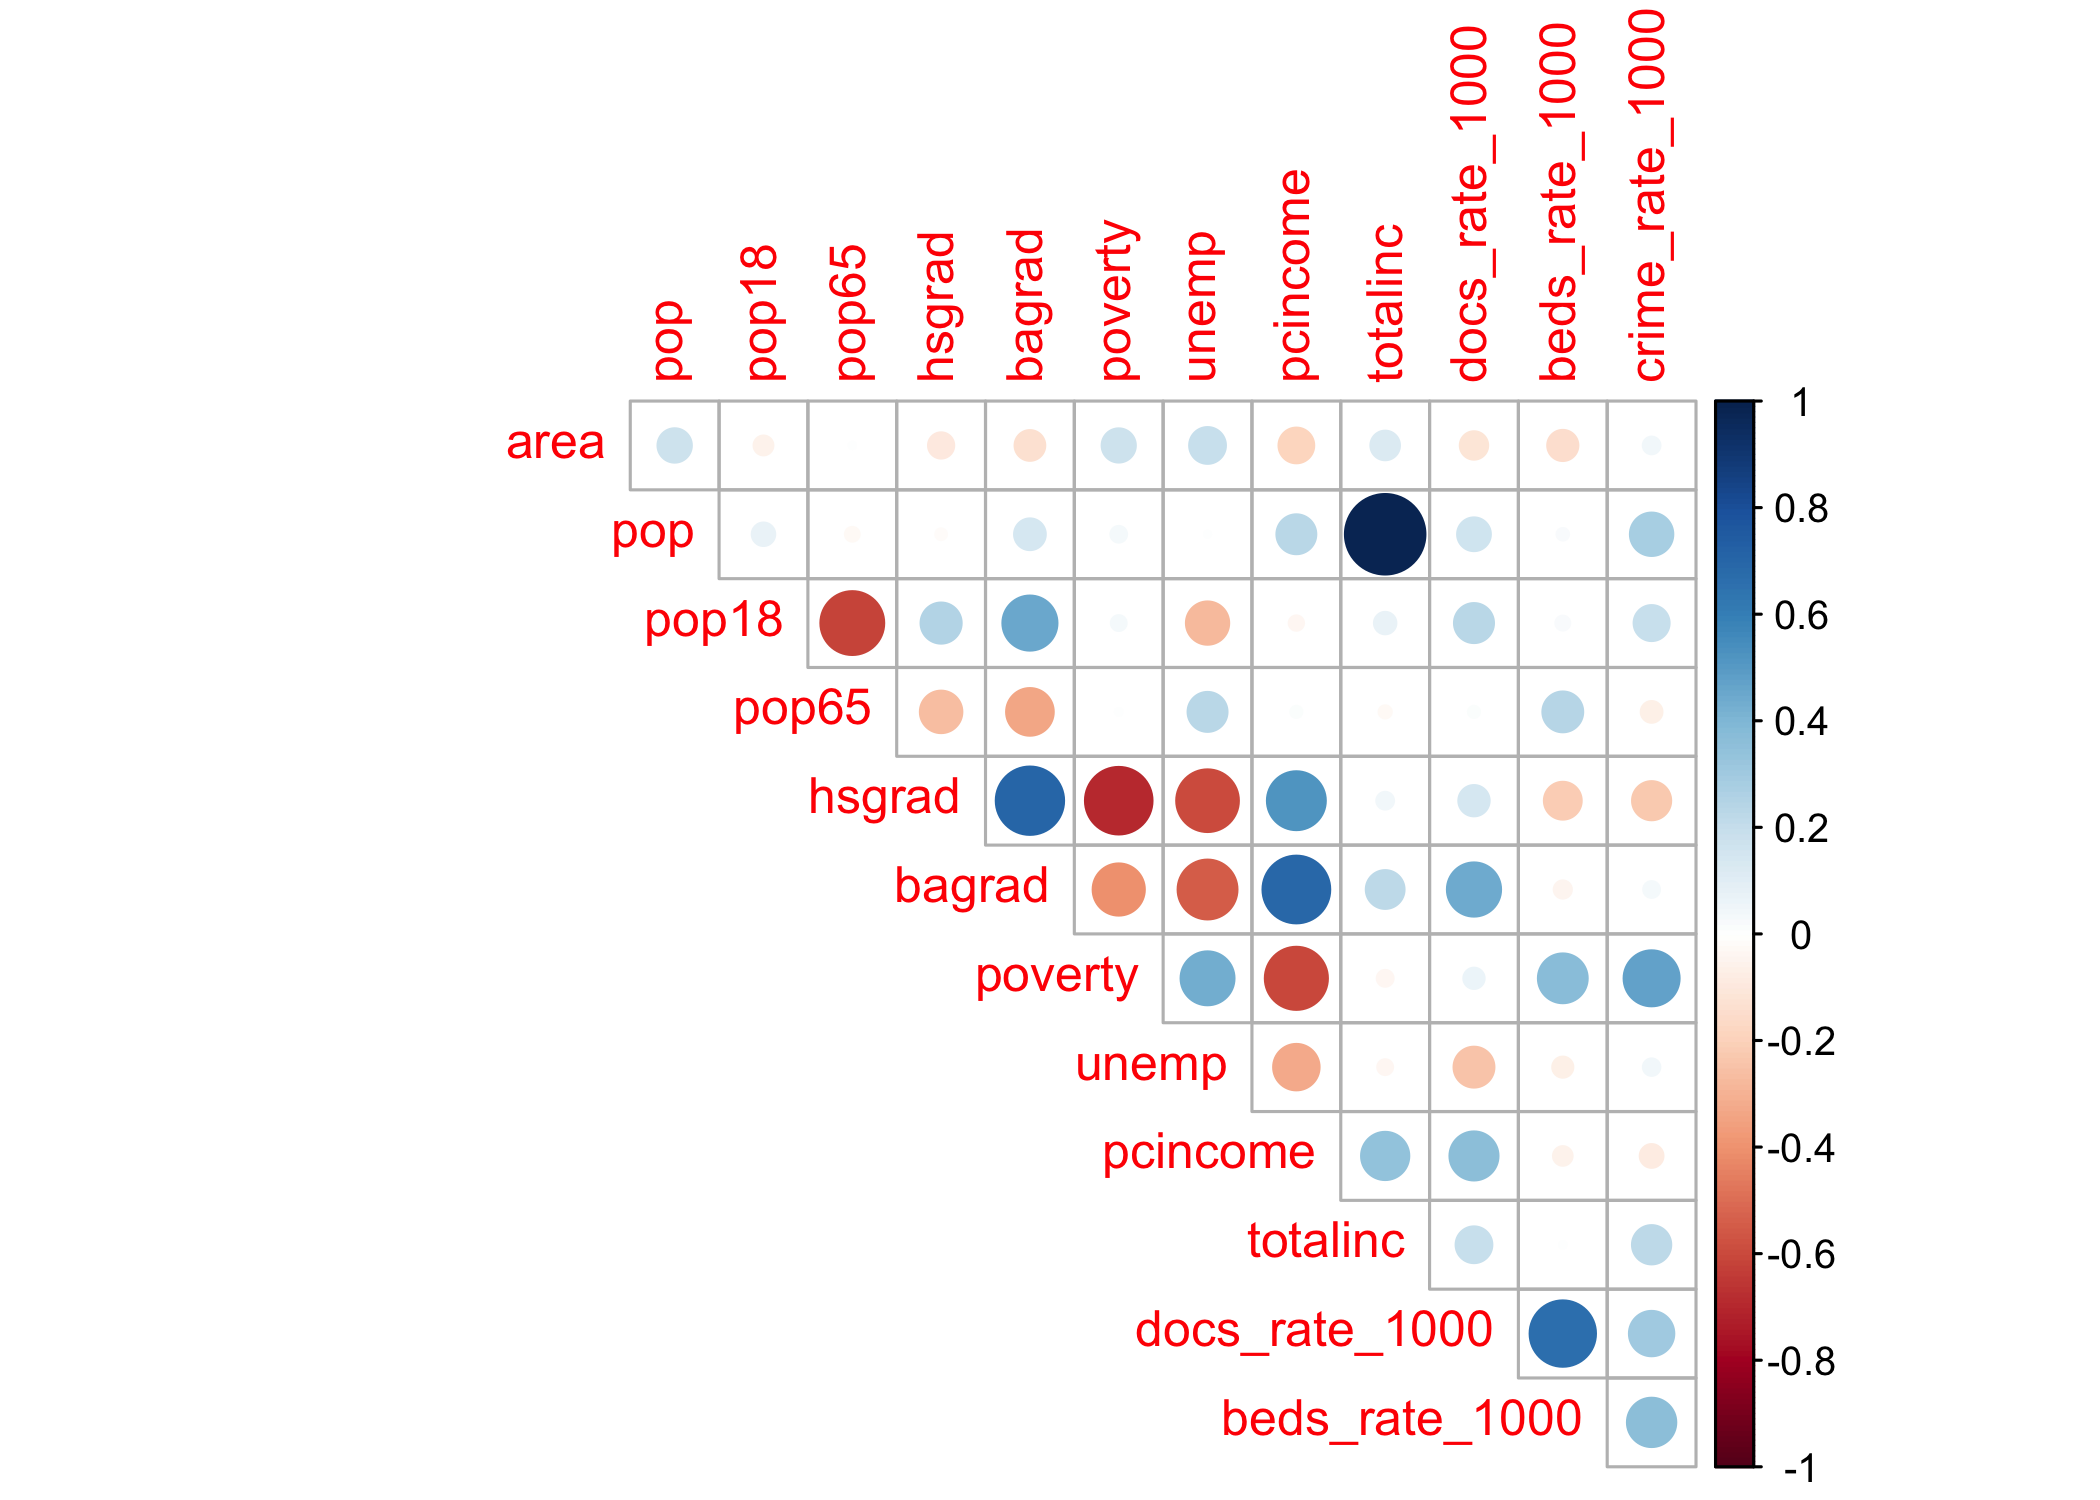 pop
pop18
pop65
hsgrad
bagrad
poverty
unemp
pcincome
totalinc
docs_rate_1000
beds_rate_1000
crime_rate_1000
area
pop
pop18
pop65
hsgrad
bagrad
poverty
unemp
pcincome
totalinc
docs_rate_1000
beds_rate_1000
1
0.8
0.6
0.4
0.2
0
-0.2
-0.4
-0.6
-0.8
-1